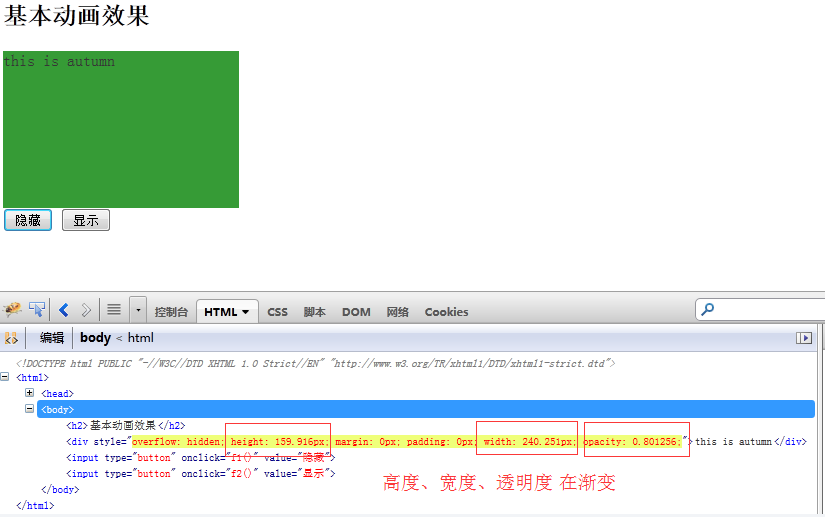 基本动画效果
this is autumn
隐藏 显示
控制台 HTML CSS 脚本 DOM 网络 Cookies
编辑 body < html
<!DOCTYPE html PUBLIC "-//W3C//DTD XHTML 1.0 Strict//EN" "http://www.w3.org/TR/xhtml1/DTD/xhtml1-strict.dtd">
<html>
<head>
<body>
<h2>基本动画效果</h2>
<div style="overflow: hidden; height: 159.916px; margin: 0px; padding: 0px; width: 240.251px; opacity: 0.801256;">this is autumn</div>
<input type="button" onclick="f1()" value="隐藏">
<input type="button" onclick="f2()" value="显示">
</body>
高度、宽度、透明度 在渐变
</html>